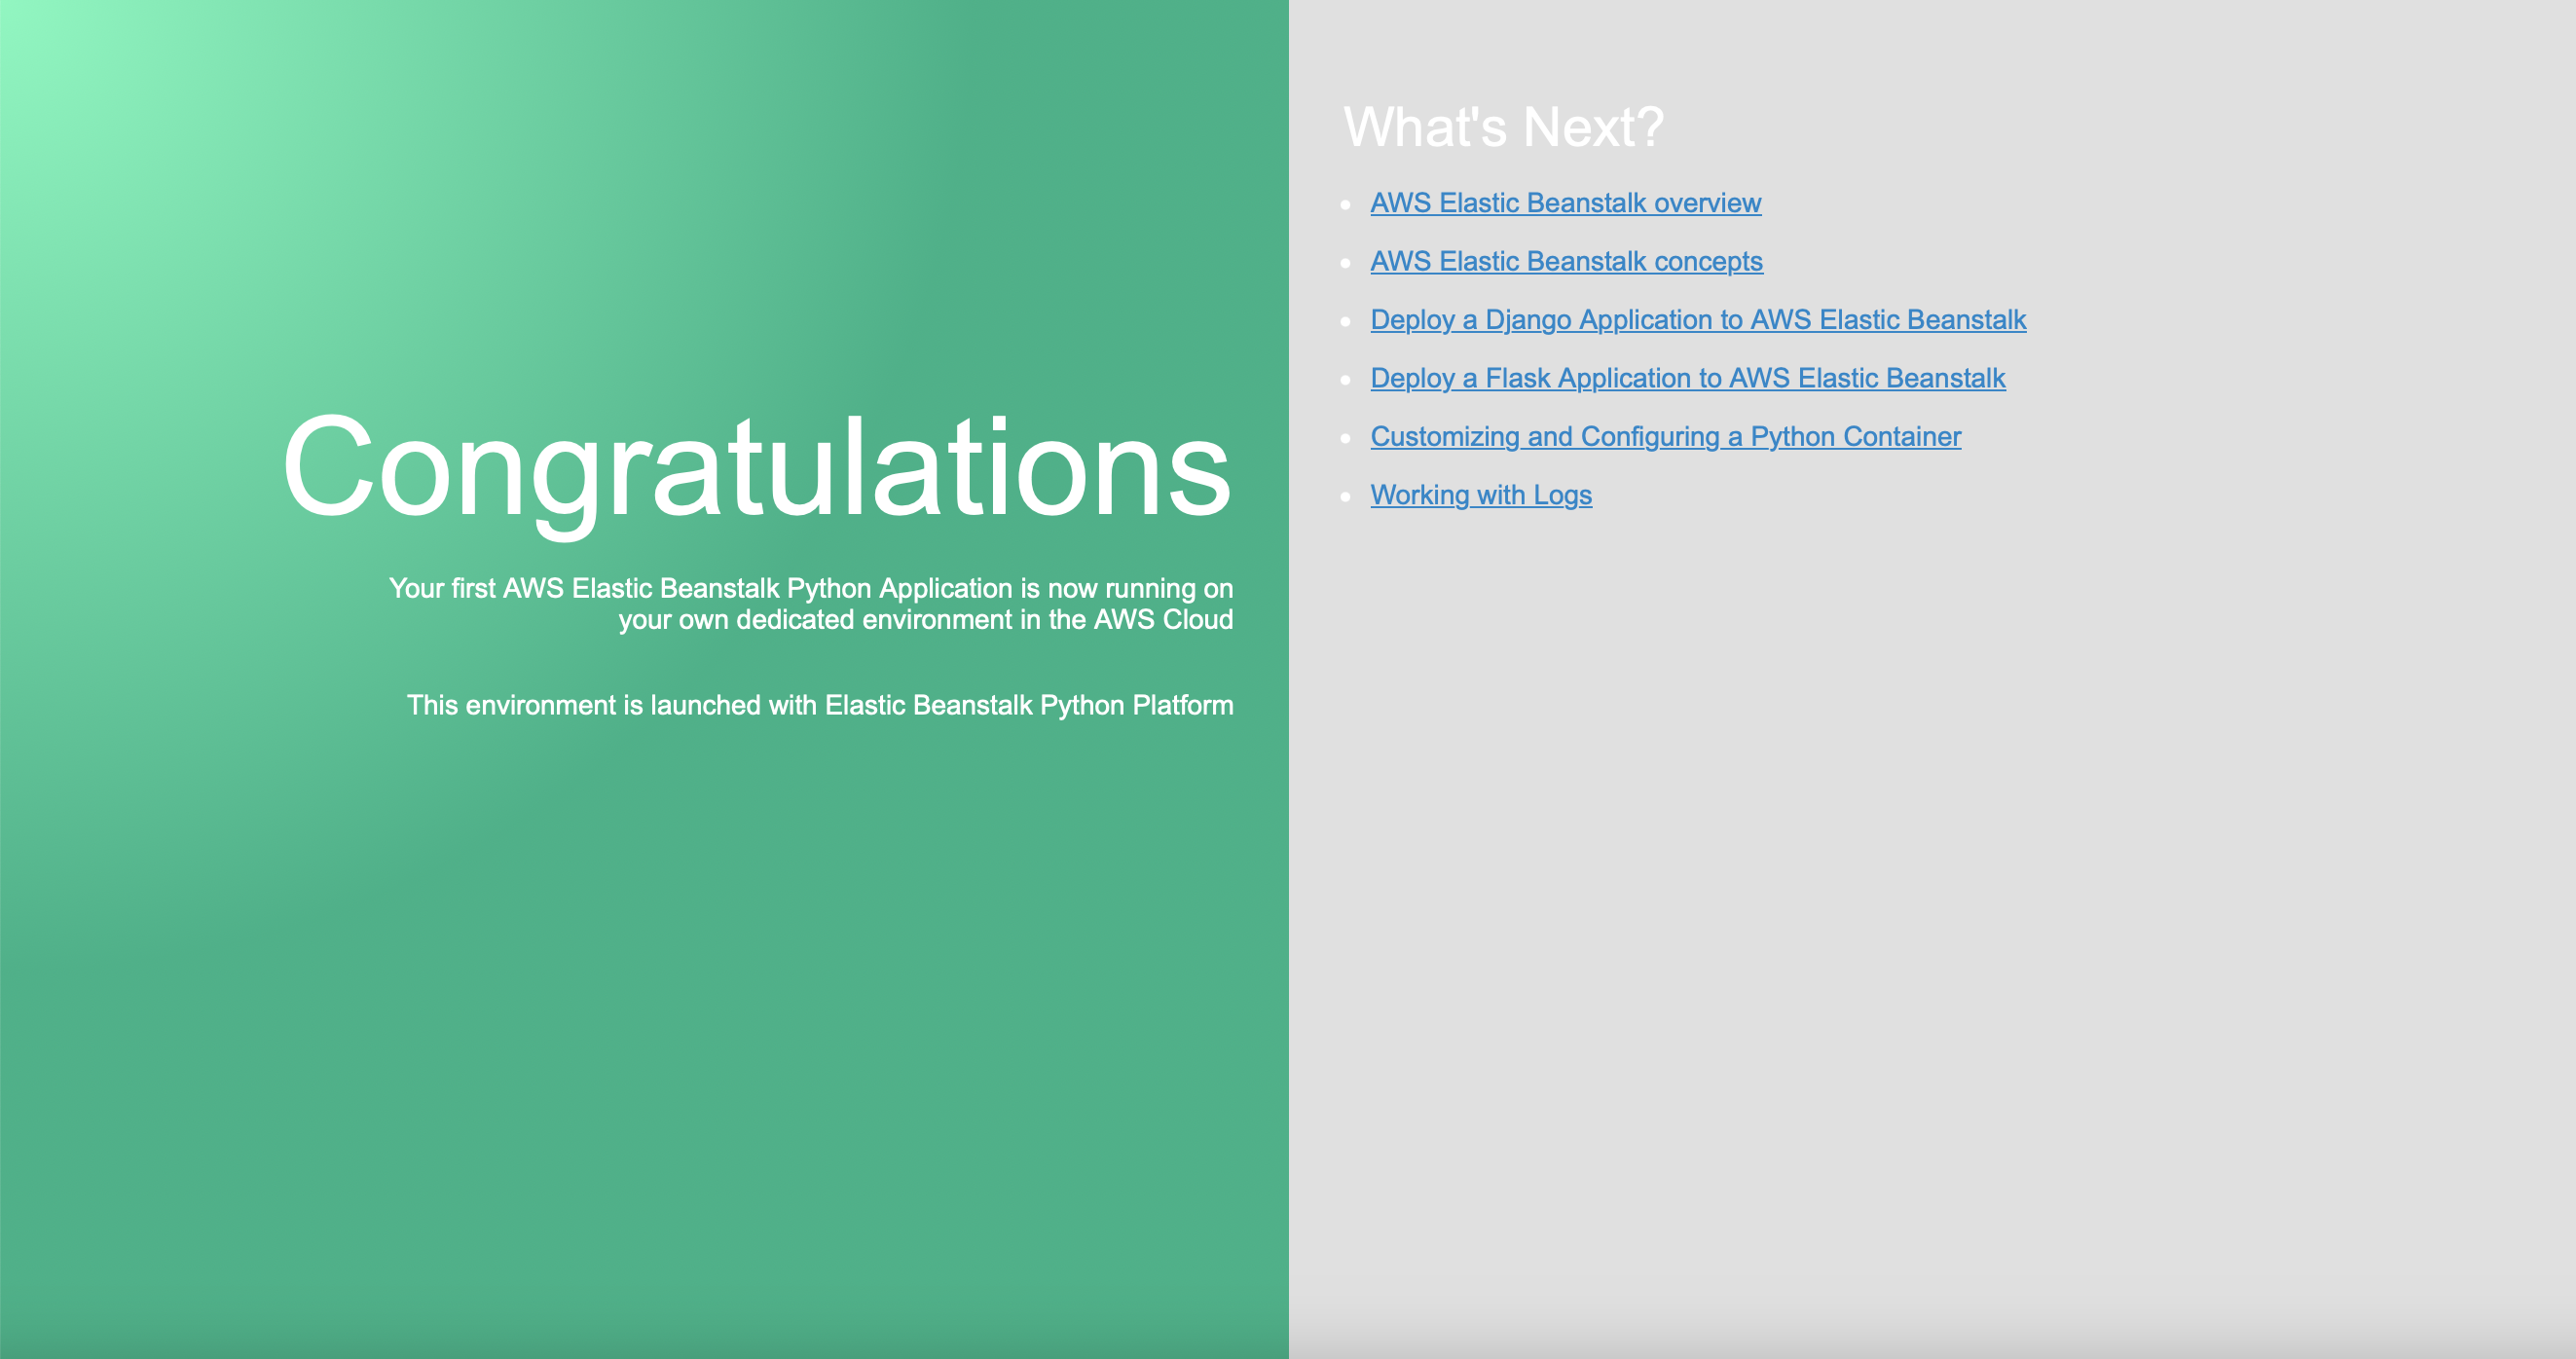 Congratulations
Your first AWS Elastic Beanstalk Python Application is now running on
your own dedicated environment in the AWS Cloud
This environment is launched with Elastic Beanstalk Python Platform
What's Next?
AWS Elastic Beanstalk overview
AWS Elastic Beanstalk concepts
Deploy a Django Application to AWS Elastic Beanstalk
Deploy a Flask Application to AWS Elastic Beanstalk
Customizing and Configuring a Python Container
Working with Logs